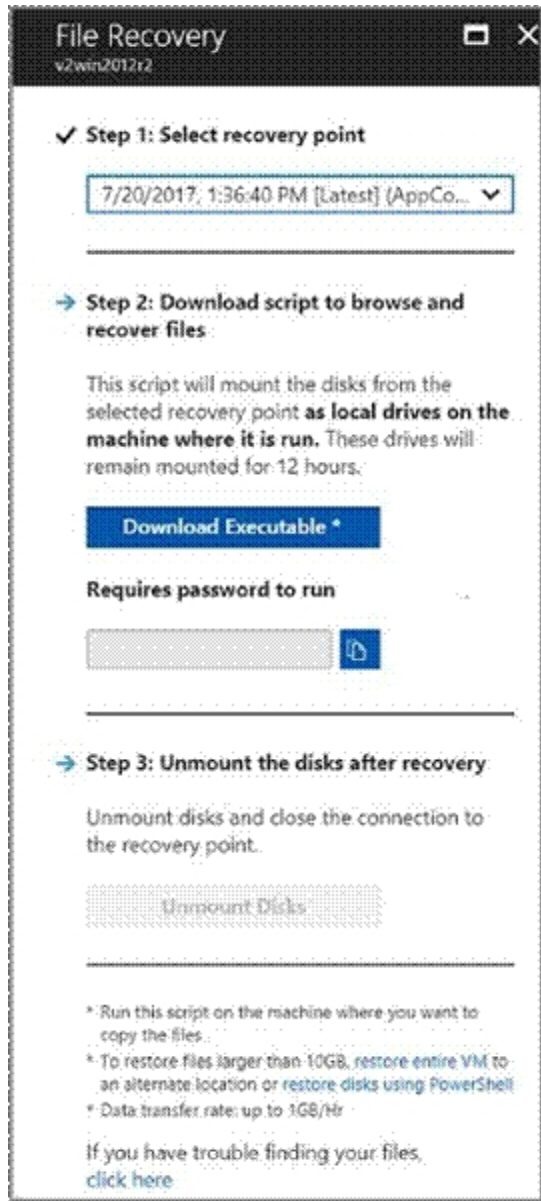 File Recovery
v2win2012r2
Step 1: Select recovery point
7/20/2017, 1:36:40 PM [Latest] (AppCo...
Step 2: Download script to browse and
recover files
This script will mount the disks from the
selected recovery point as local drives on the
machine where it is run. These drives will
remain mounted for 12 hours.
Download Executable *
Requires password to run
Step 3: Unmount the disks after recovery
Unmount disks and close the connection to
the recovery point.
Unmount Disks
* Run this script on the machine where you want to
copy the files.
* To restore files larger than 10GB, restore entire VM to
an alternate location or restore disks using PowerShell
* Data transfer rate: up to 1GB/Hr
If you have trouble finding your files,
click here